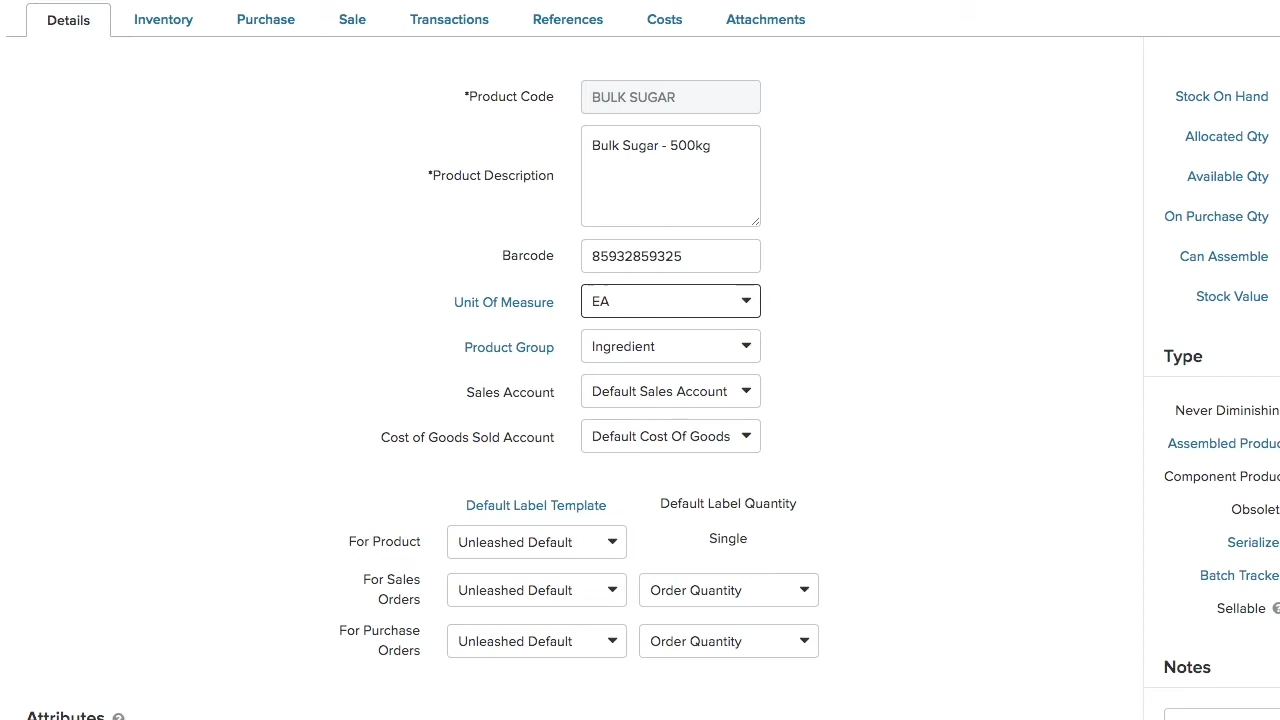 Details Inventory Purchase Sale Transactions References Costs Attachments
*Product Code BULK SUGAR
*Product Description Bulk Sugar - 500kg
Barcode 85932859325
Unit Of Measure EA
Product Group Ingredient
Sales Account Default Sales Account
Cost of Goods Sold Account Default Cost Of Goods
Default Label Template Default Label Quantity
For Product Unleashed Default Single
For Sales Orders Unleashed Default Order Quantity
For Purchase Orders Unleashed Default Order Quantity
Attributes
Stock On Hand
Allocated Qty
Available Qty
On Purchase Qty
Can Assemble
Stock Value
Type
Never Diminishin
Assembled Produc
Component Produc
Obsolet
Serialize
Batch Tracke
Sellable
Notes